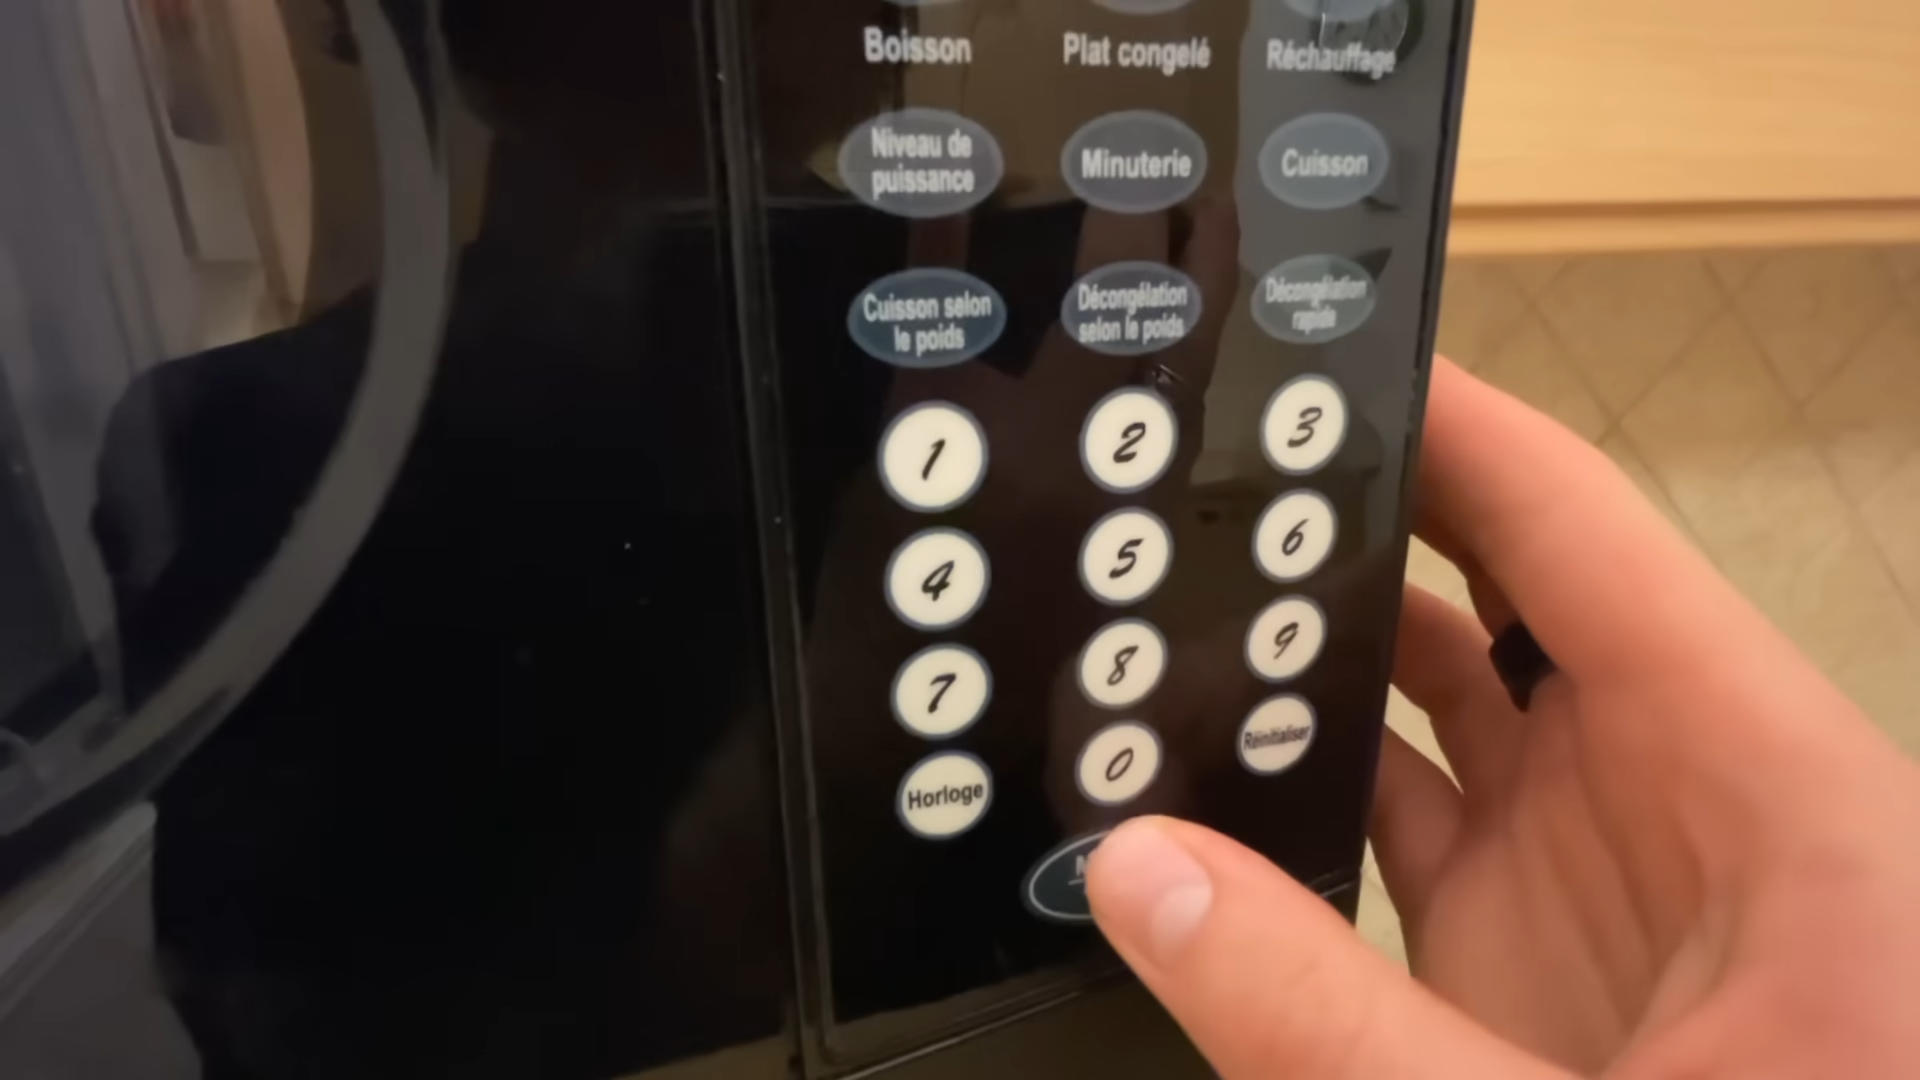 Boisson Plat congelé Réchauffage
Niveau de
puissance
Minuterie
Cuisson
Cuisson selon
le poids
Décongélation
selon le poids
Décongélation
rapide
1 2 3
4 5 6
7 8 9
Horloge 0 Réinitialiser